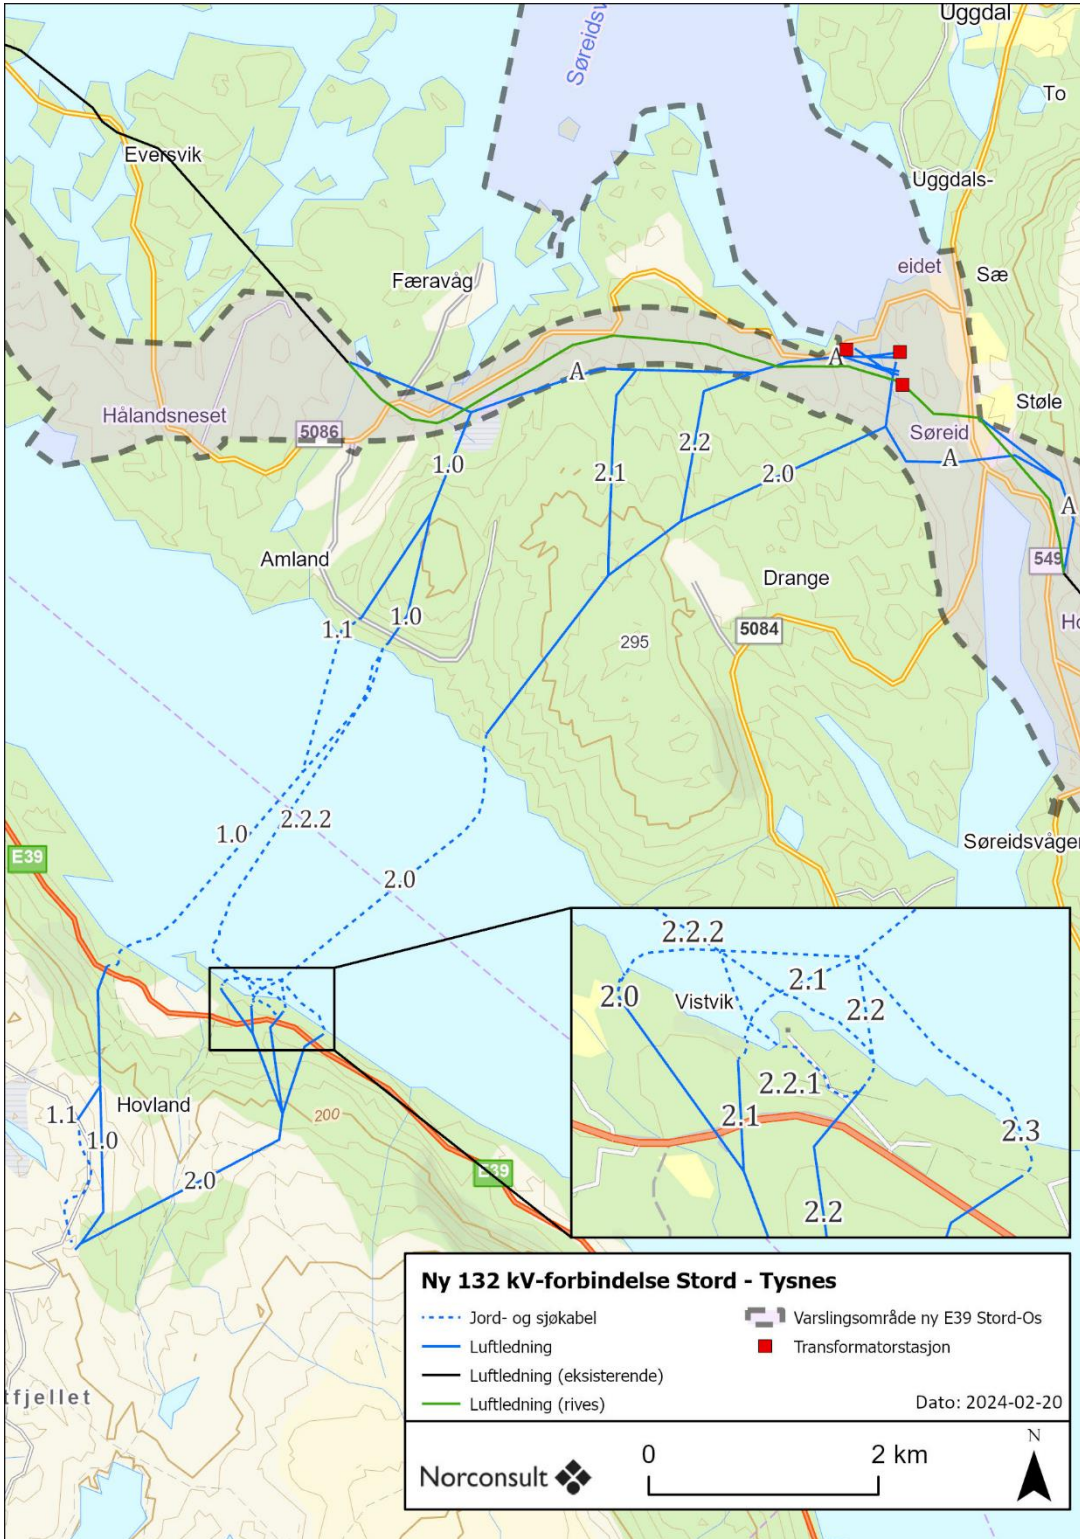 Uggdal
Søreidsv
To
Eversvik
Uggdals-
eidet
Sæ
Færavåg
A
A
Hålandsneset
5086
Støle
Søreid
2.2
1.0
2.1
2.0
A
A
549
Amland
Drange
1.0
1.1
5084
Ho
295
1.0
2.2.2
Søreidsvågen
E39
2.0
2.2.2
2.1
2.0
Vistvik
2.2
2.2.1
2.1
2.3
2.2
1.1
Hovland
200
1.0
E39
2.0
tfjellet
Ny 132 kV-forbindelse Stord - Tysnes
Jord- og sjøkabel
Varslingsområde ny E39 Stord-Os
Luftledning
Transformatorstasjon
Luftledning (eksisterende)
Luftledning (rives)
Dato: 2024-02-20
Norconsult
0
2 km
N